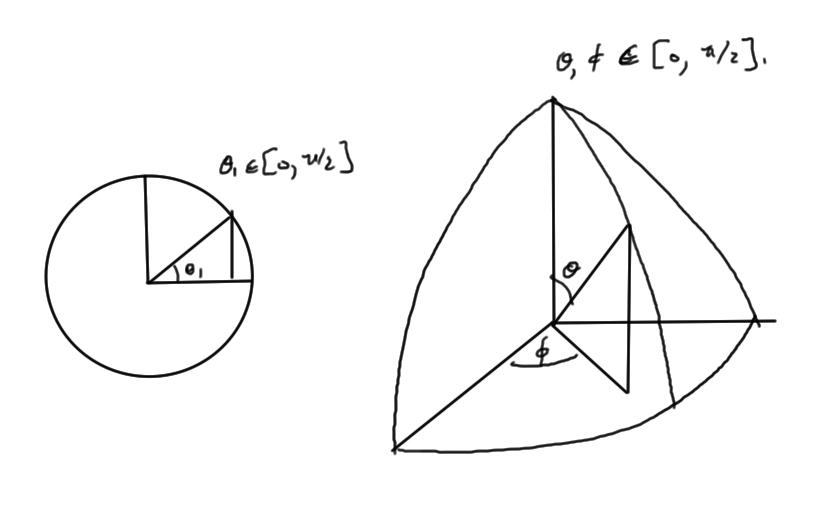 θ, ϕ ∈ [0, π/2].
θ₁ ∈ [0, π/2]
θ₁
θ
ϕ